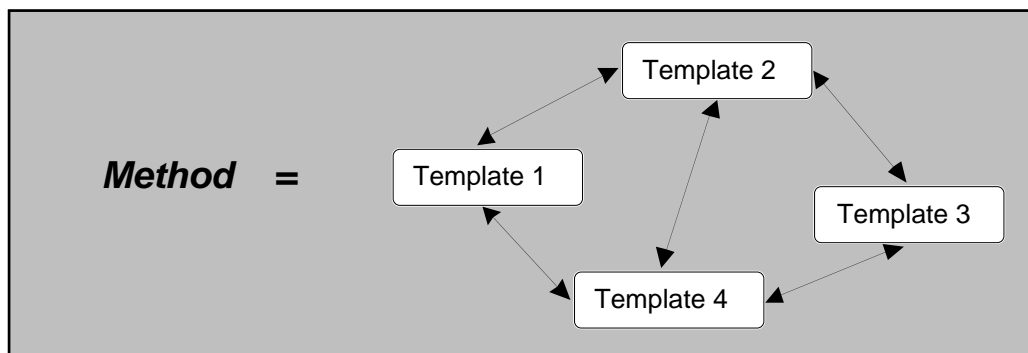 Template 2
Method =
Template 1
Template 3
Template 4